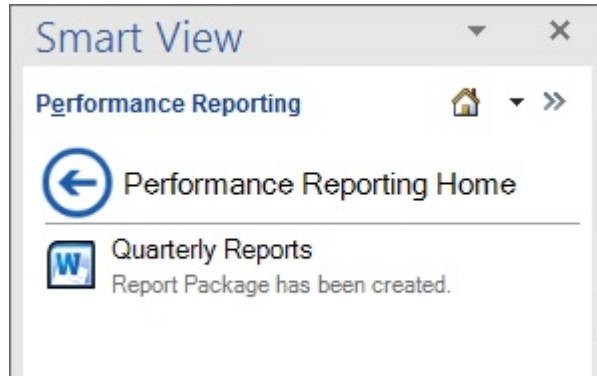 Smart View
Performance Reporting
Performance Reporting Home
W
Quarterly Reports
Report Package has been created.